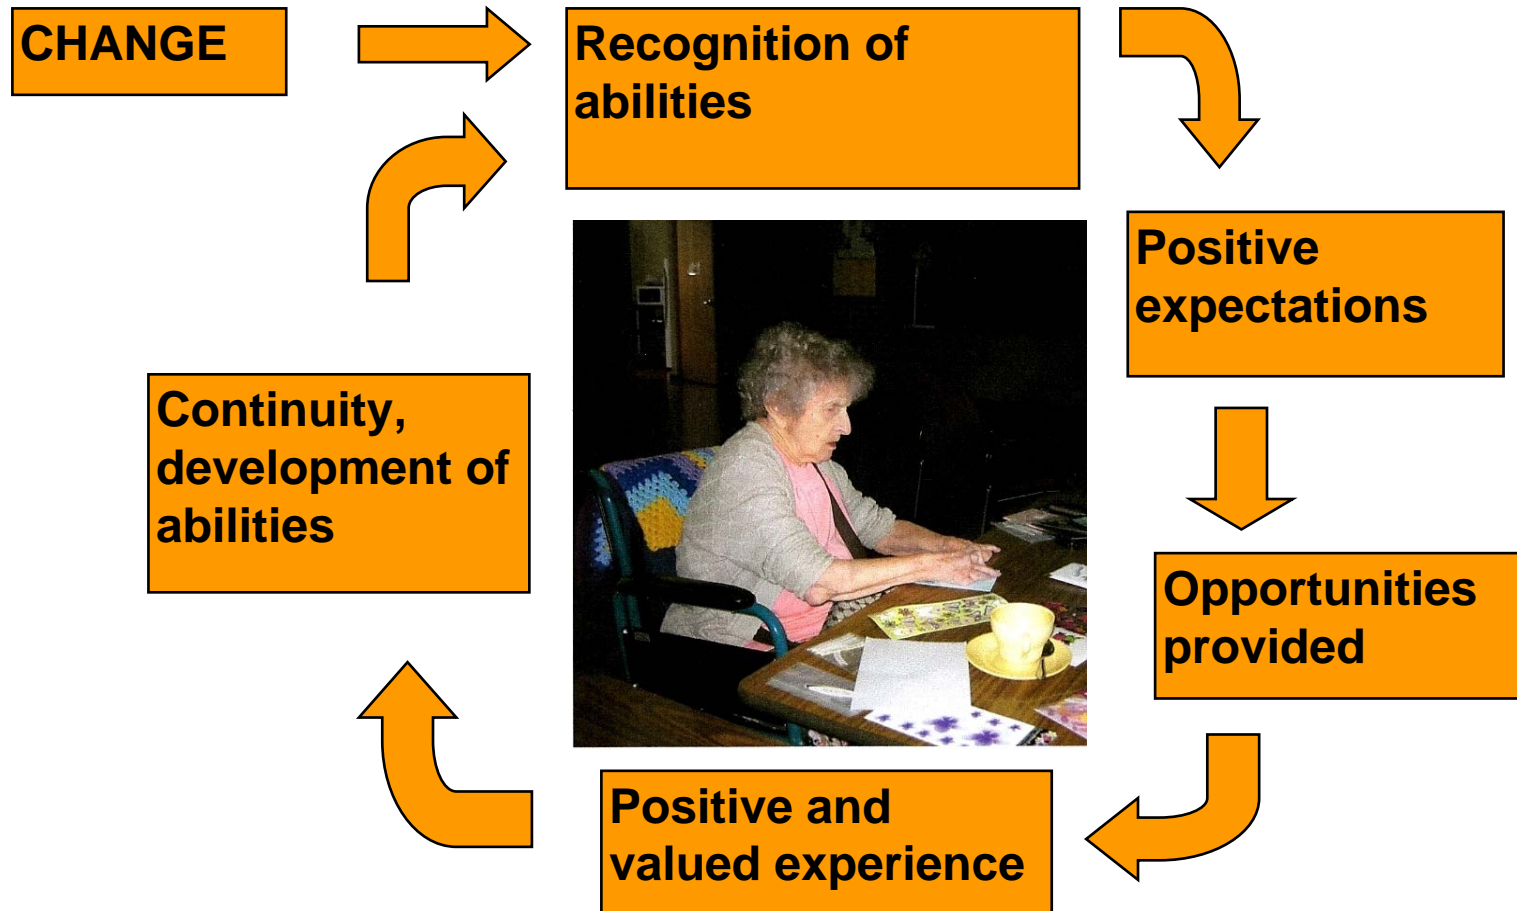 CHANGE
Recognition of
abilities
Positive
expectations
Opportunities
provided
Positive and
valued experience
Continuity,
development of
abilities